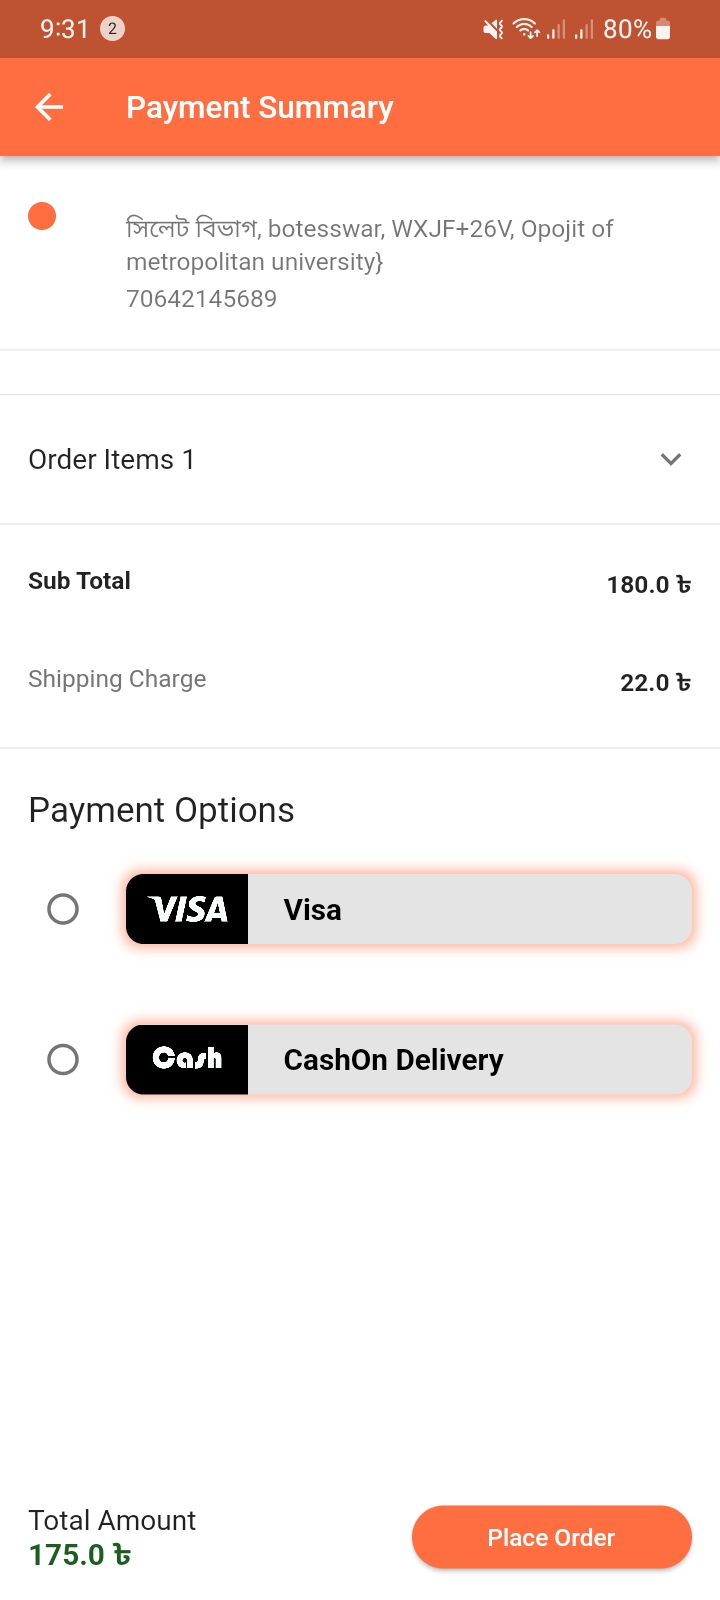 9:31 2 80%
Payment Summary
সিলেট বিভাগ, botesswar, WXJF+26V, Opojit of
metropolitan university}
70642145689
Order Items 1
Sub Total 180.0 ৳
Shipping Charge 22.0 ৳
Payment Options
VISA Visa
Cash CashOn Delivery
Total Amount
175.0 ৳
Place Order